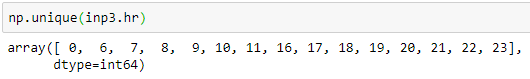 np.unique(inp3.hr)
array([ 0,  6,  7,  8,  9, 10, 11, 16, 17, 18, 19, 20, 21, 22, 23],
      dtype=int64)